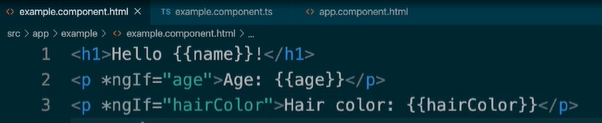 <> example.component.html X TS example.component.ts <> app.component.html
src > app > example > <> example.component.html > ...
1 <h1>Hello {{name}}!</h1>
2 <p *ngIf="age">Age: {{age}}</p>
3 <p *ngIf="hairColor">Hair color: {{hairColor}}</p>